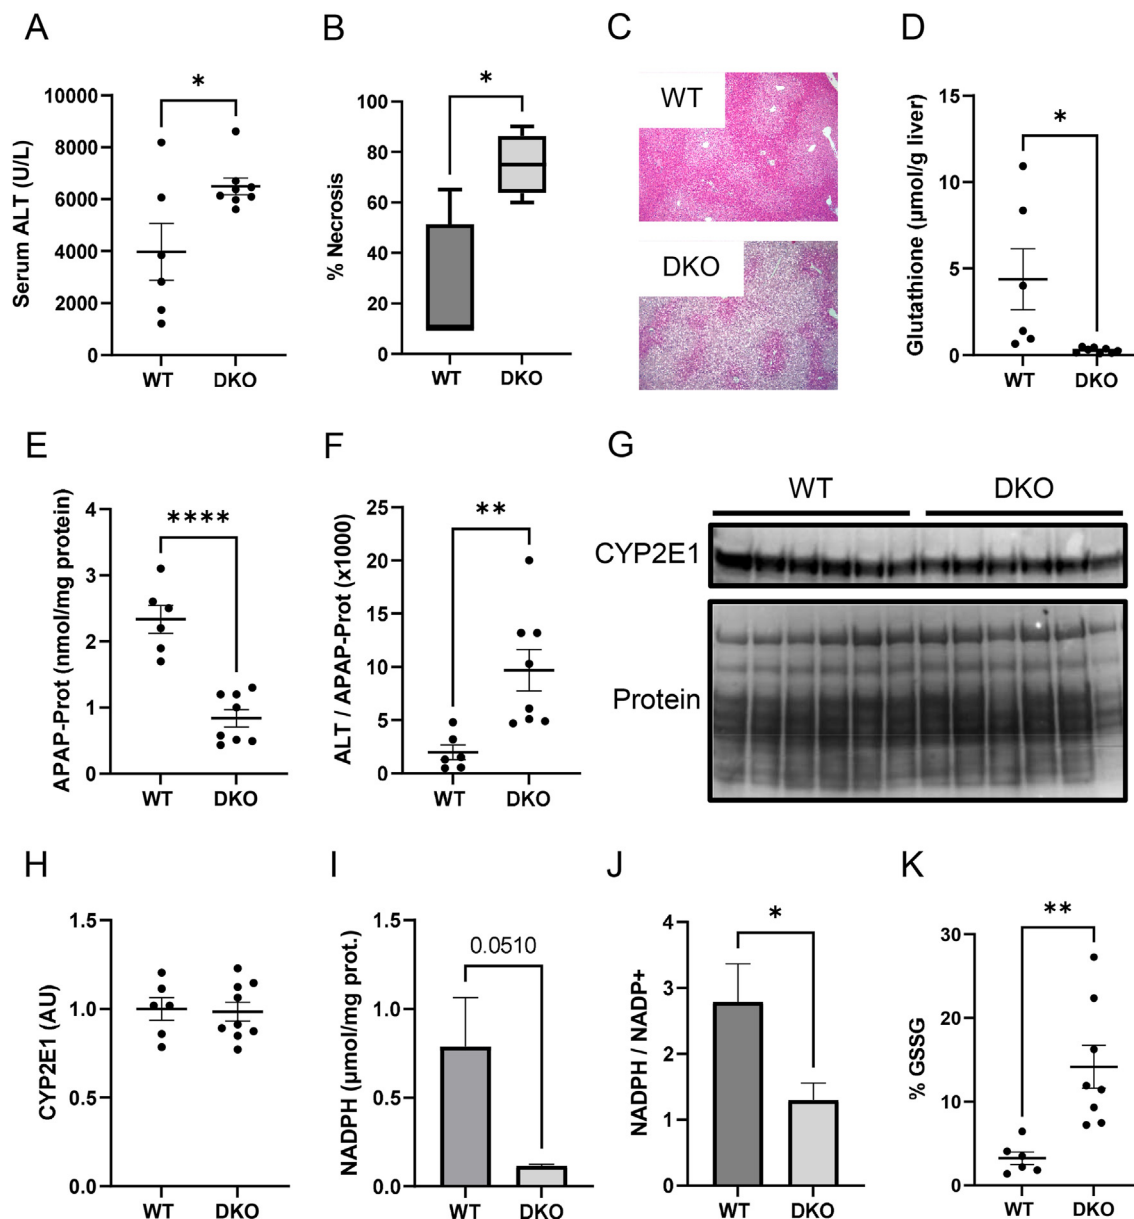 A
Serum ALT (U/L)
10000
8000
6000
4000
2000
0
*
WT
DKO
B
% Necrosis
100
80
60
40
20
0
*
WT
DKO
C
WT
DKO
D
Glutathione (µmol/g liver)
15
10
5
0
*
WT
DKO
E
APAP-Prot (nmol/mg protein)
4
3
2
1
0
****
WT
DKO
F
ALT / APAP-Prot (x1000)
25
20
15
10
5
0
**
WT
DKO
G
WT
DKO
CYP2E1
Protein
H
CYP2E1 (AU)
1.5
1.0
0.5
0.0
WT
DKO
I
NADPH (µmol/mg prot.)
1.5
1.0
0.5
0.0
0.0510
WT
DKO
J
NADPH / NADP+
4
3
2
1
0
*
WT
DKO
K
% GSSG
30
20
10
0
**
WT
DKO